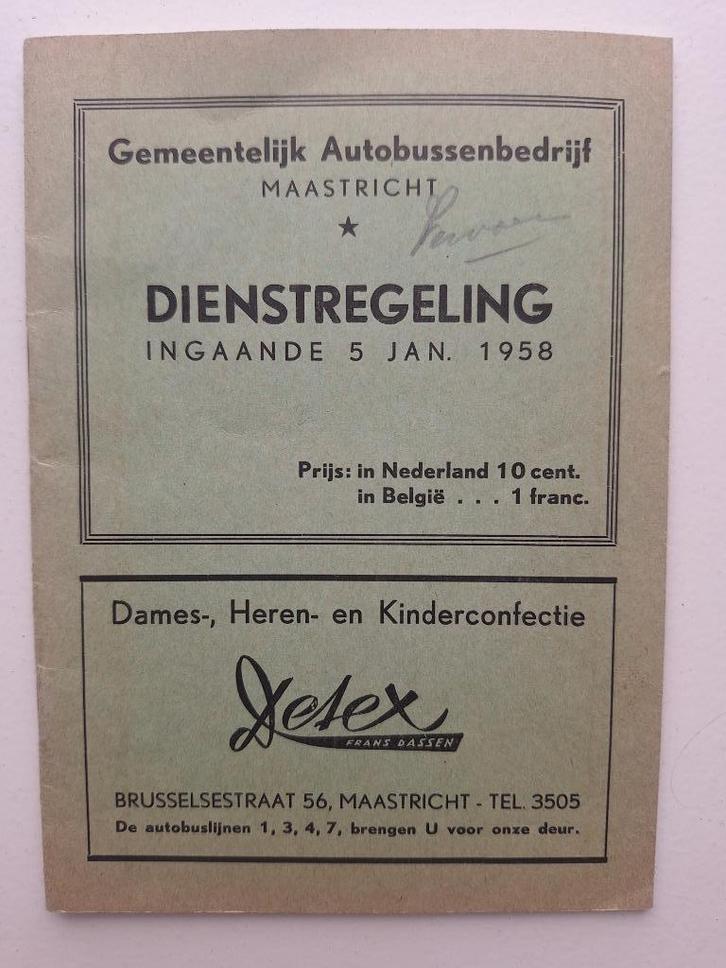 Gemeentelijk Autobussenbedrijf
MAASTRICHT
★
DIENSTREGELING
INGAANDE 5 JAN. 1958
Prijs: in Nederland 10 cent.
in België . . . 1 franc.
Dames-, Heren- en Kinderconfectie
FRANS DASSEN
BRUSSELSESTRAAT 56, MAASTRICHT - TEL. 3505
De autobuslijnen 1, 3, 4, 7, brengen U voor onze deur.